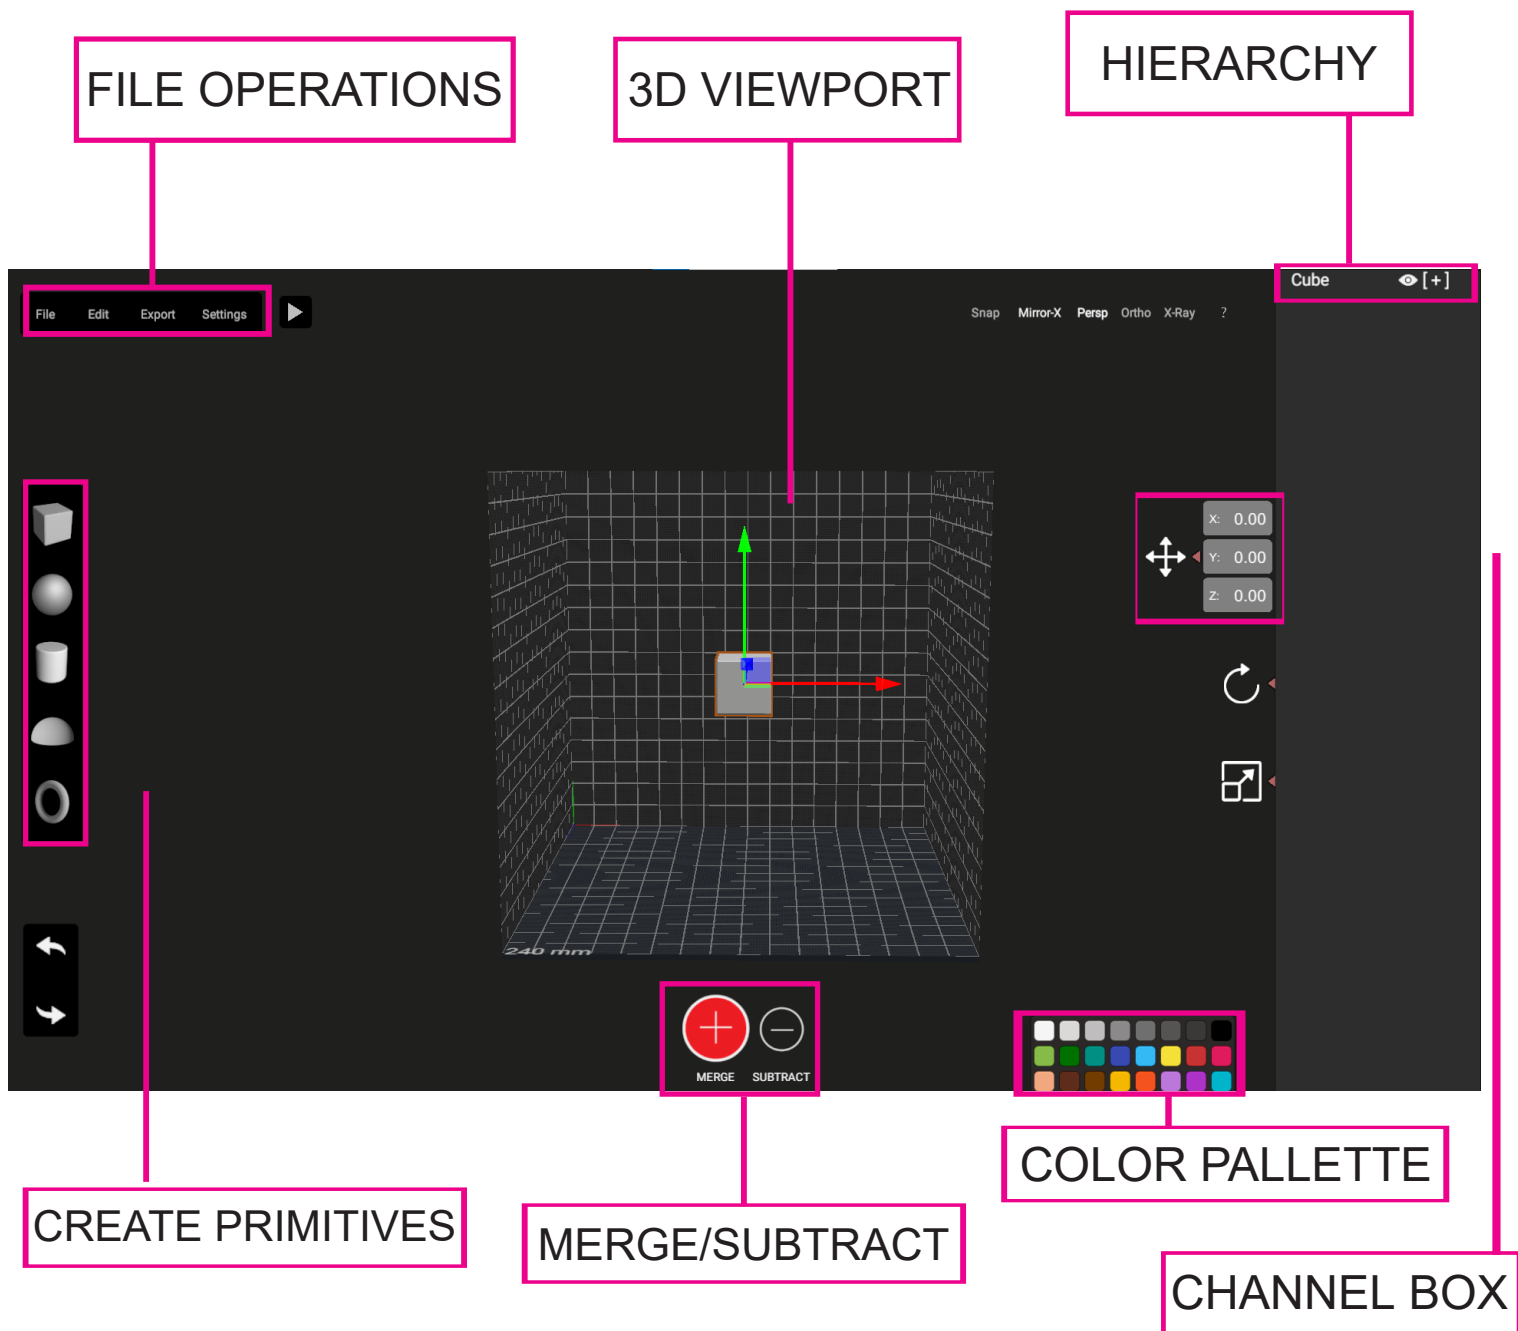 FILE OPERATIONS
3D VIEWPORT
HIERARCHY
Cube [+]
File Edit Export Settings
Snap Mirror-X Persp Ortho X-Ray ?
X: 0.00
Y: 0.00
Z: 0.00
240 mm
MERGE SUBTRACT
COLOR PALLETTE
CREATE PRIMITIVES
MERGE/SUBTRACT
CHANNEL BOX